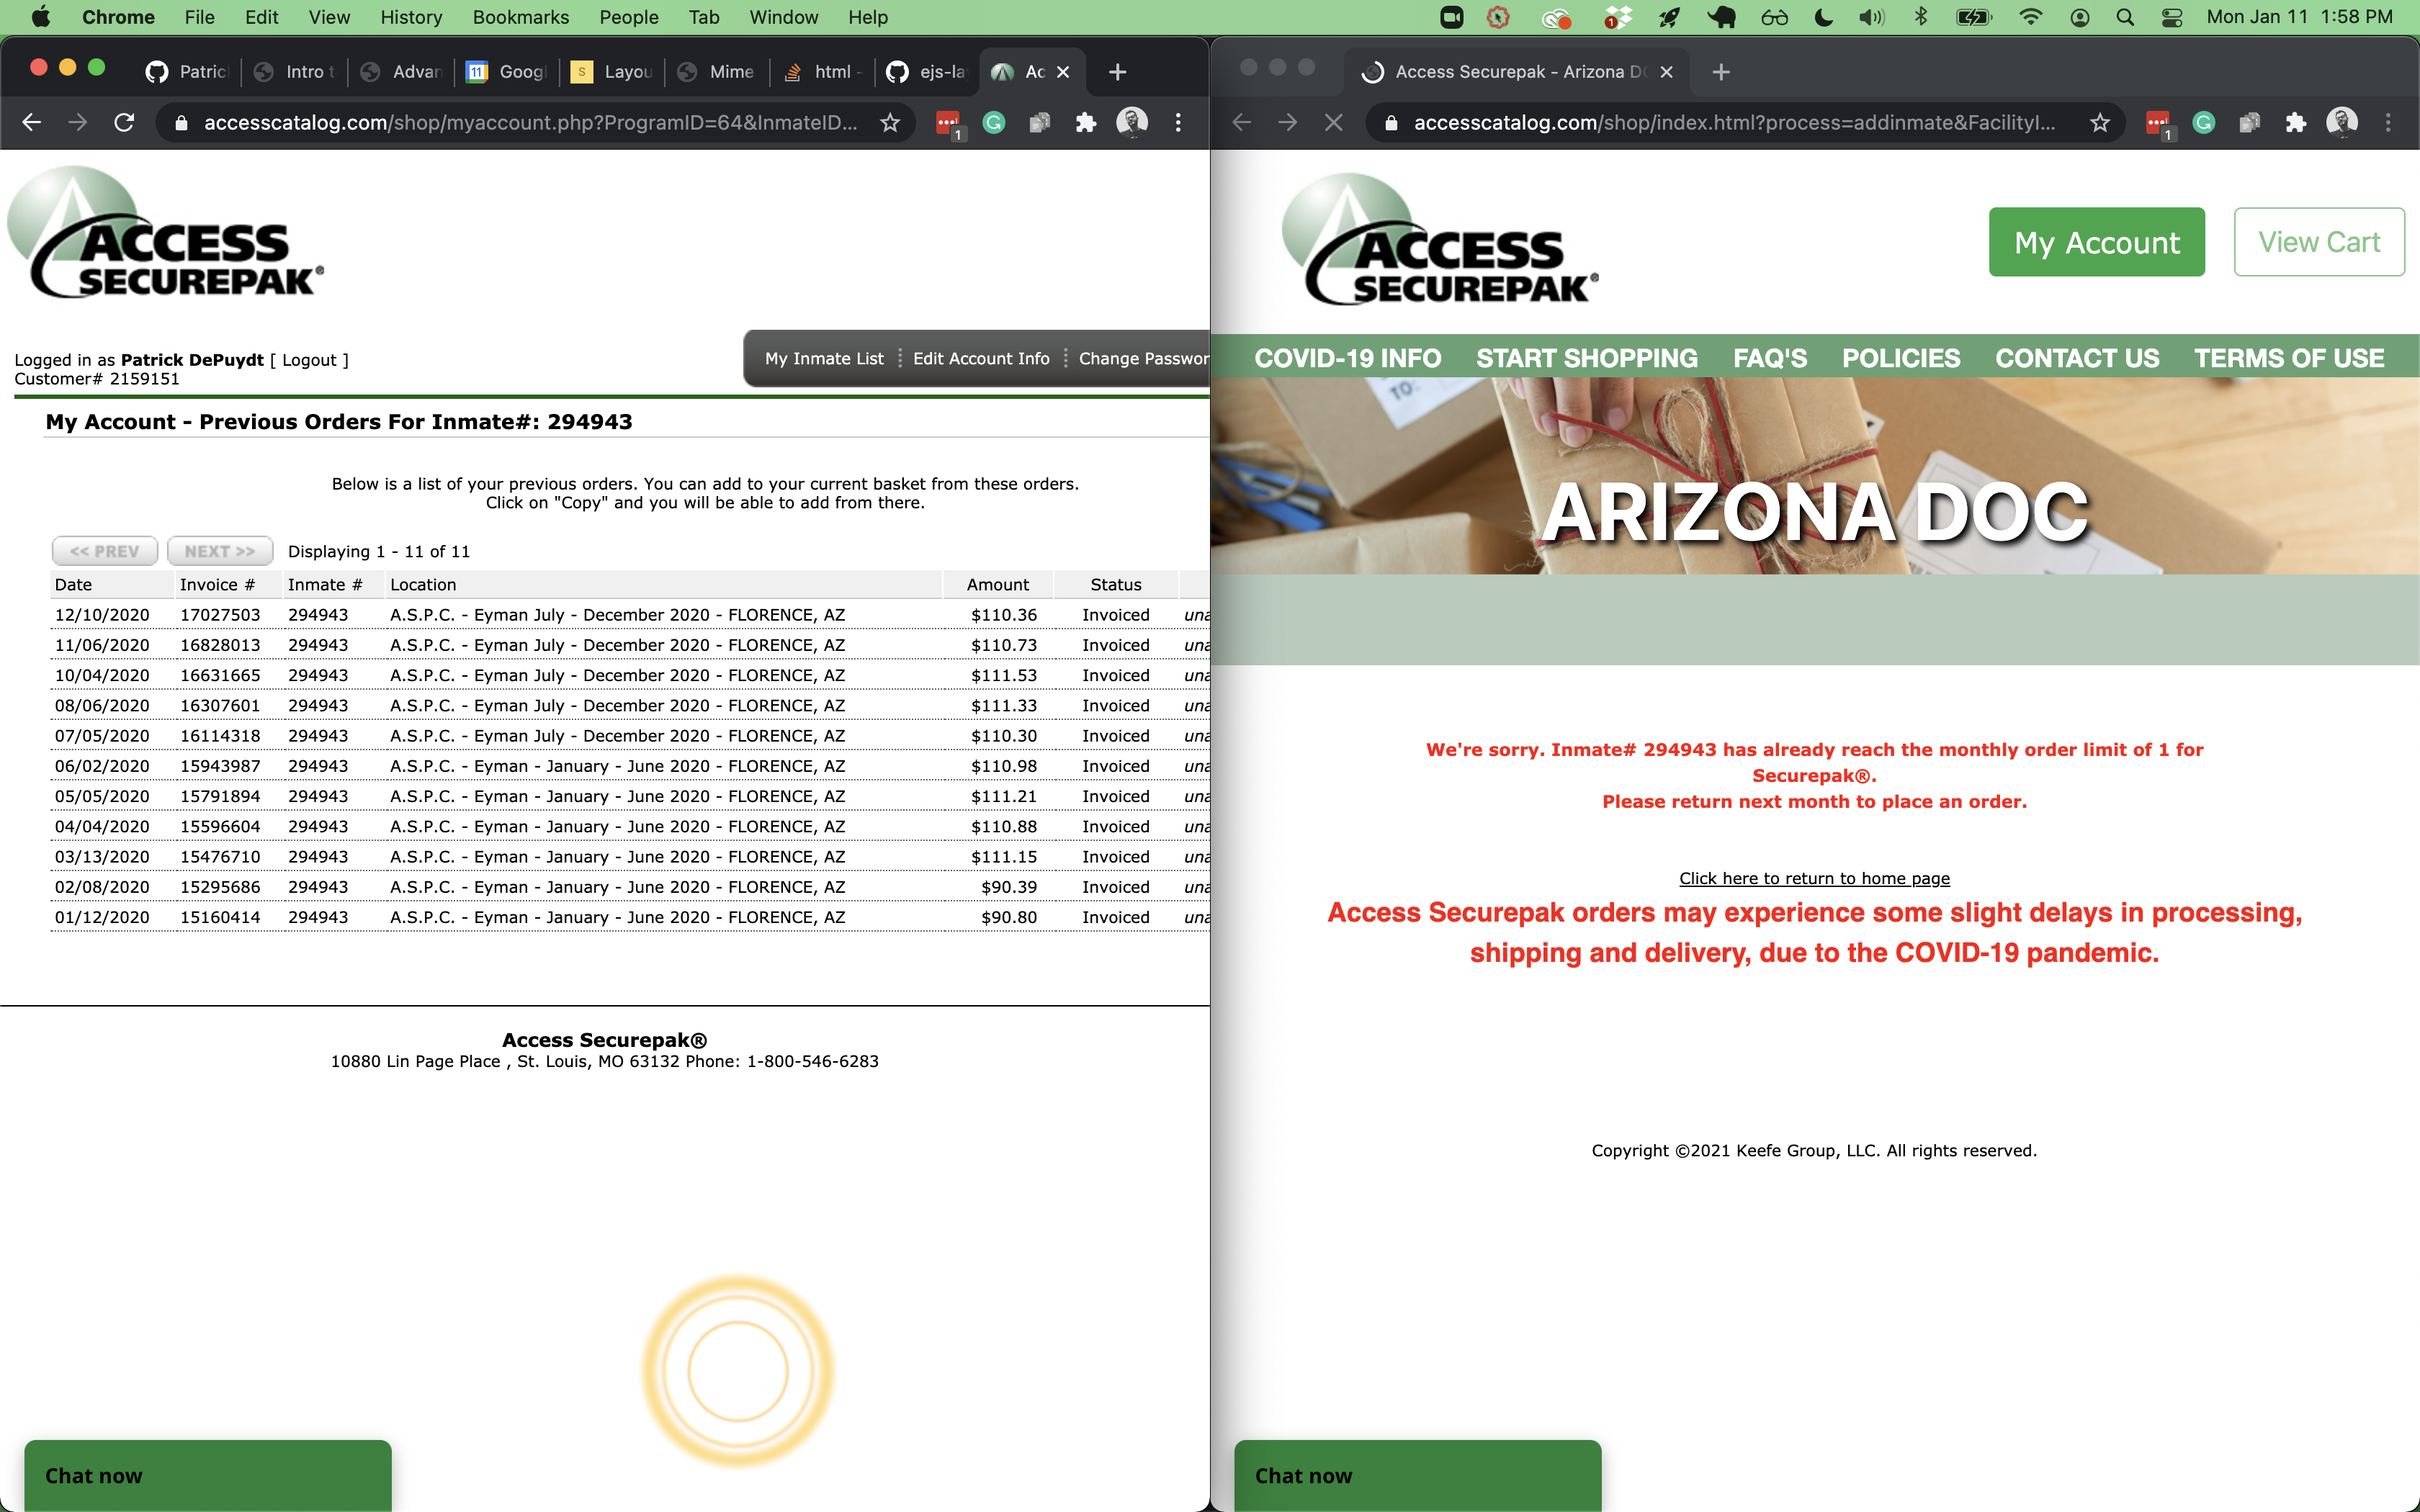 Chrome File Edit View History Bookmarks People Tab Window Help
1
Mon Jan 11 1:58 PM
Patric
Intro t
Advan
11
Googl
S
Layou
Mime
html -
ejs-la
Ac
accesscatalog.com/shop/myaccount.php?ProgramID=64&InmateID...
1
ACCESS
SECUREPAK®
Logged in as Patrick DePuydt [ Logout ]
Customer# 2159151
My Inmate List Edit Account Info Change Passwor
My Account - Previous Orders For Inmate#: 294943
Below is a list of your previous orders. You can add to your current basket from these orders.
Click on "Copy" and you will be able to add from there.
<< PREV NEXT >> Displaying 1 - 11 of 11
Date Invoice # Inmate # Location Amount Status
12/10/2020 17027503 294943 A.S.P.C. - Eyman July - December 2020 - FLORENCE, AZ $110.36 Invoiced una
11/06/2020 16828013 294943 A.S.P.C. - Eyman July - December 2020 - FLORENCE, AZ $110.73 Invoiced una
10/04/2020 16631665 294943 A.S.P.C. - Eyman July - December 2020 - FLORENCE, AZ $111.53 Invoiced una
08/06/2020 16307601 294943 A.S.P.C. - Eyman July - December 2020 - FLORENCE, AZ $111.33 Invoiced una
07/05/2020 16114318 294943 A.S.P.C. - Eyman July - December 2020 - FLORENCE, AZ $110.30 Invoiced una
06/02/2020 15943987 294943 A.S.P.C. - Eyman - January - June 2020 - FLORENCE, AZ $110.98 Invoiced una
05/05/2020 15791894 294943 A.S.P.C. - Eyman - January - June 2020 - FLORENCE, AZ $111.21 Invoiced una
04/04/2020 15596604 294943 A.S.P.C. - Eyman - January - June 2020 - FLORENCE, AZ $110.88 Invoiced una
03/13/2020 15476710 294943 A.S.P.C. - Eyman - January - June 2020 - FLORENCE, AZ $111.15 Invoiced una
02/08/2020 15295686 294943 A.S.P.C. - Eyman - January - June 2020 - FLORENCE, AZ $90.39 Invoiced una
01/12/2020 15160414 294943 A.S.P.C. - Eyman - January - June 2020 - FLORENCE, AZ $90.80 Invoiced una
Access Securepak®
10880 Lin Page Place , St. Louis, MO 63132 Phone: 1-800-546-6283
Chat now
Access Securepak - Arizona DO
accesscatalog.com/shop/index.html?process=addinmate&FacilityI...
1
ACCESS
SECUREPAK®
My Account
View Cart
COVID-19 INFO START SHOPPING FAQ'S POLICIES CONTACT US TERMS OF USE
TO:
ARIZONA DOC
We're sorry. Inmate# 294943 has already reach the monthly order limit of 1 for
Securepak®.
Please return next month to place an order.
Click here to return to home page
Access Securepak orders may experience some slight delays in processing,
shipping and delivery, due to the COVID-19 pandemic.
Copyright ©2021 Keefe Group, LLC. All rights reserved.
Chat now